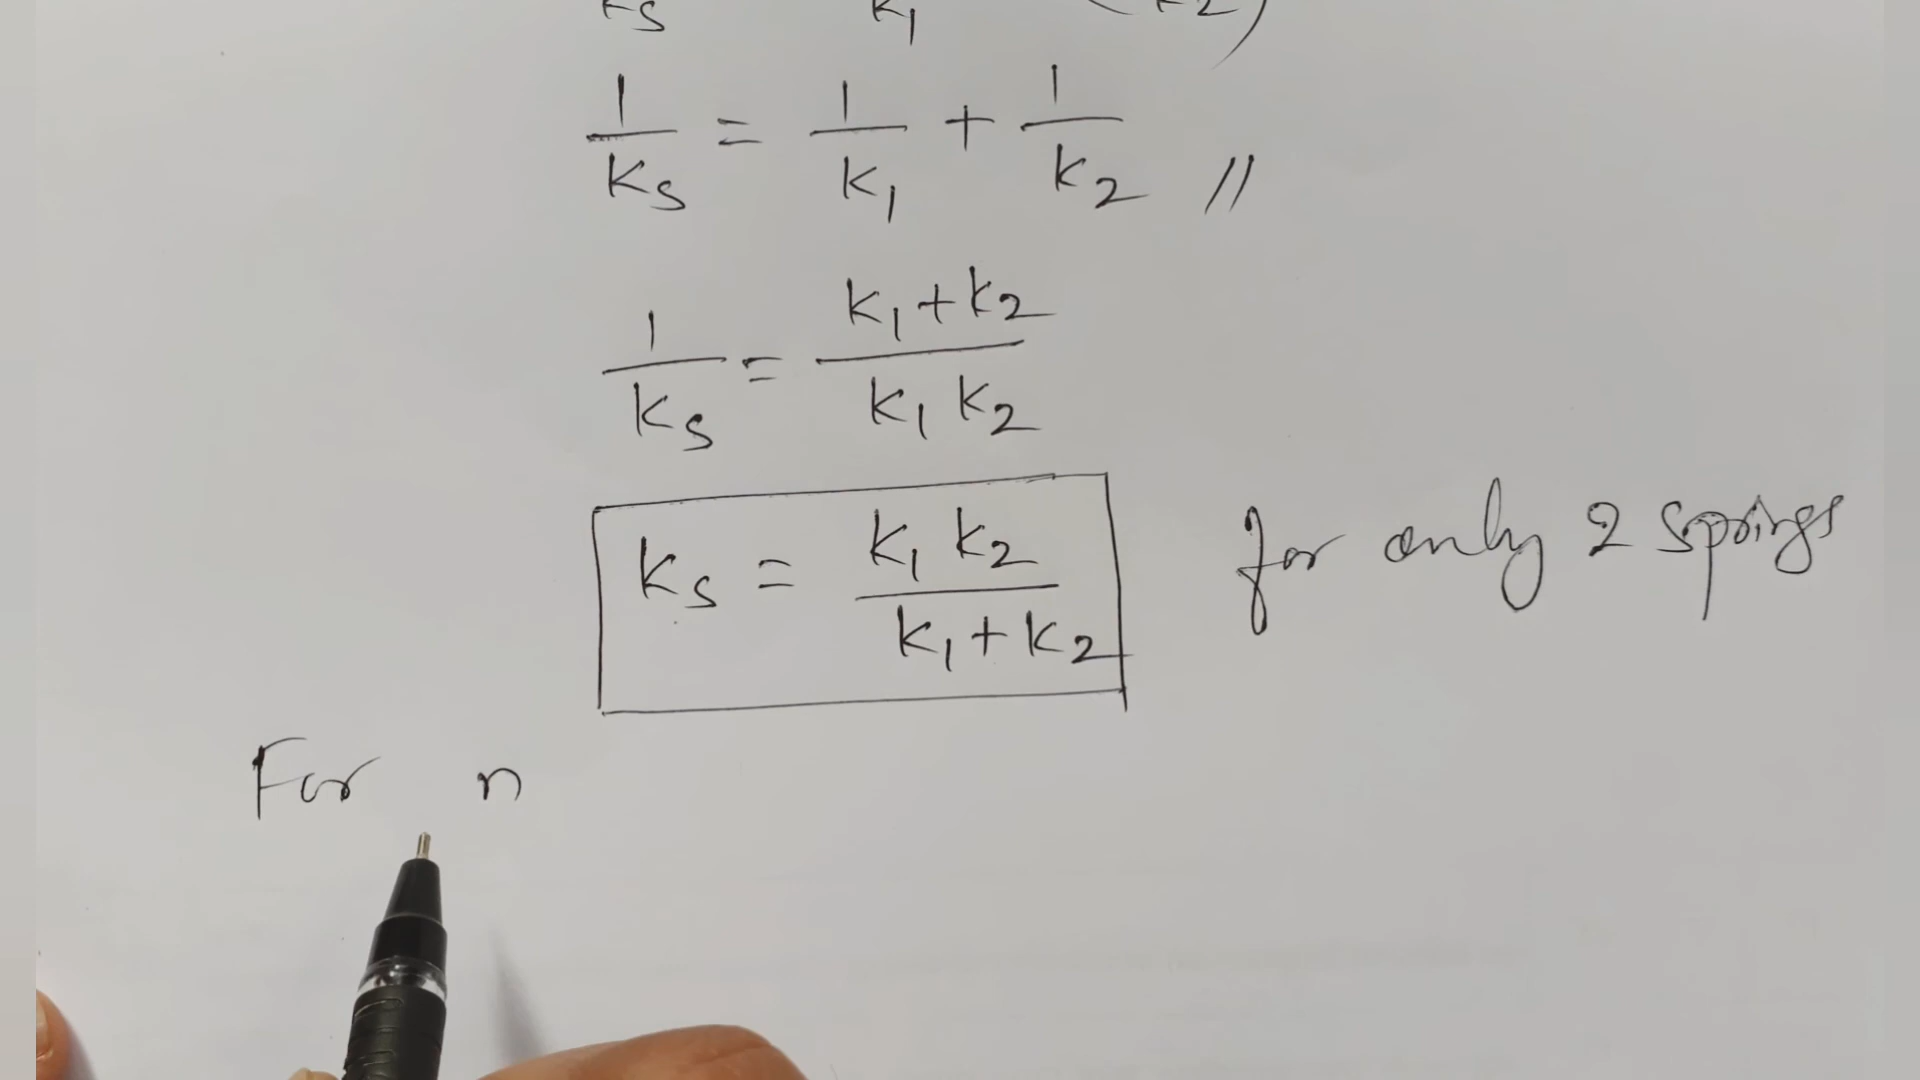 1/Ks = 1/K1 + 1/K2 //
1/Ks = K1+K2 / K1 K2
Ks = K1 K2 / K1+K2 for only 2 springs
For n